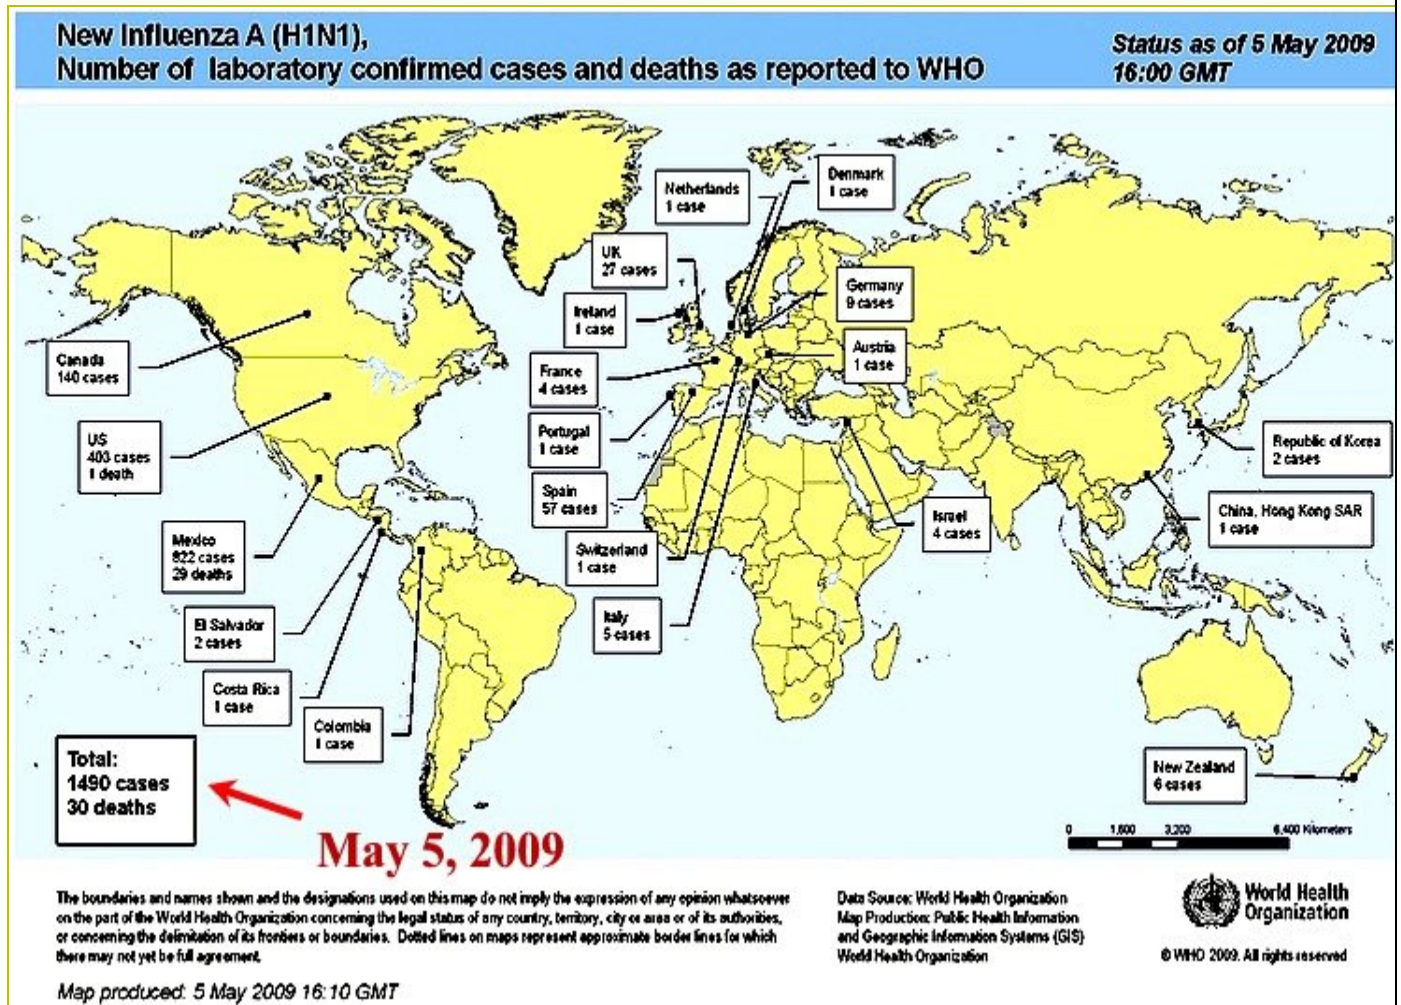 New Influenza A (H1N1),
Number of laboratory confirmed cases and deaths as reported to WHO
Status as of 5 May 2009
16:00 GMT
Netherlands
1 case
Denmark
1 case
UK
27 cases
Germany
9 cases
Ireland
1 case
Canada
140 cases
Austria
1 case
France
4 cases
US
403 cases
1 death
Portugal
1 case
Republic of Korea
2 cases
Spain
57 cases
Israel
4 cases
China, Hong Kong SAR
1 case
Mexico
822 cases
29 deaths
Switzerland
1 case
El Salvador
2 cases
Italy
5 cases
Costa Rica
1 case
Colombia
1 case
Total:
1490 cases
30 deaths
New Zealand
6 cases
May 5, 2009
0 1,600 3,200 6,400 Kilometers
The boundaries and names shown and the designations used on this map do not imply the expression of any opinion whatsoever
on the part of the World Health Organization concerning the legal status of any country, territory, city or area or of its authorities,
or concerning the delimitation of its frontiers or boundaries. Dotted lines on maps represent approximate border lines for which
there may not yet be full agreement.
Data Source: World Health Organization
Map Production: Public Health Information
and Geographic Information Systems (GIS)
World Health Organization
World Health
Organization
© WHO 2009. All rights reserved
Map produced: 5 May 2009 16:10 GMT